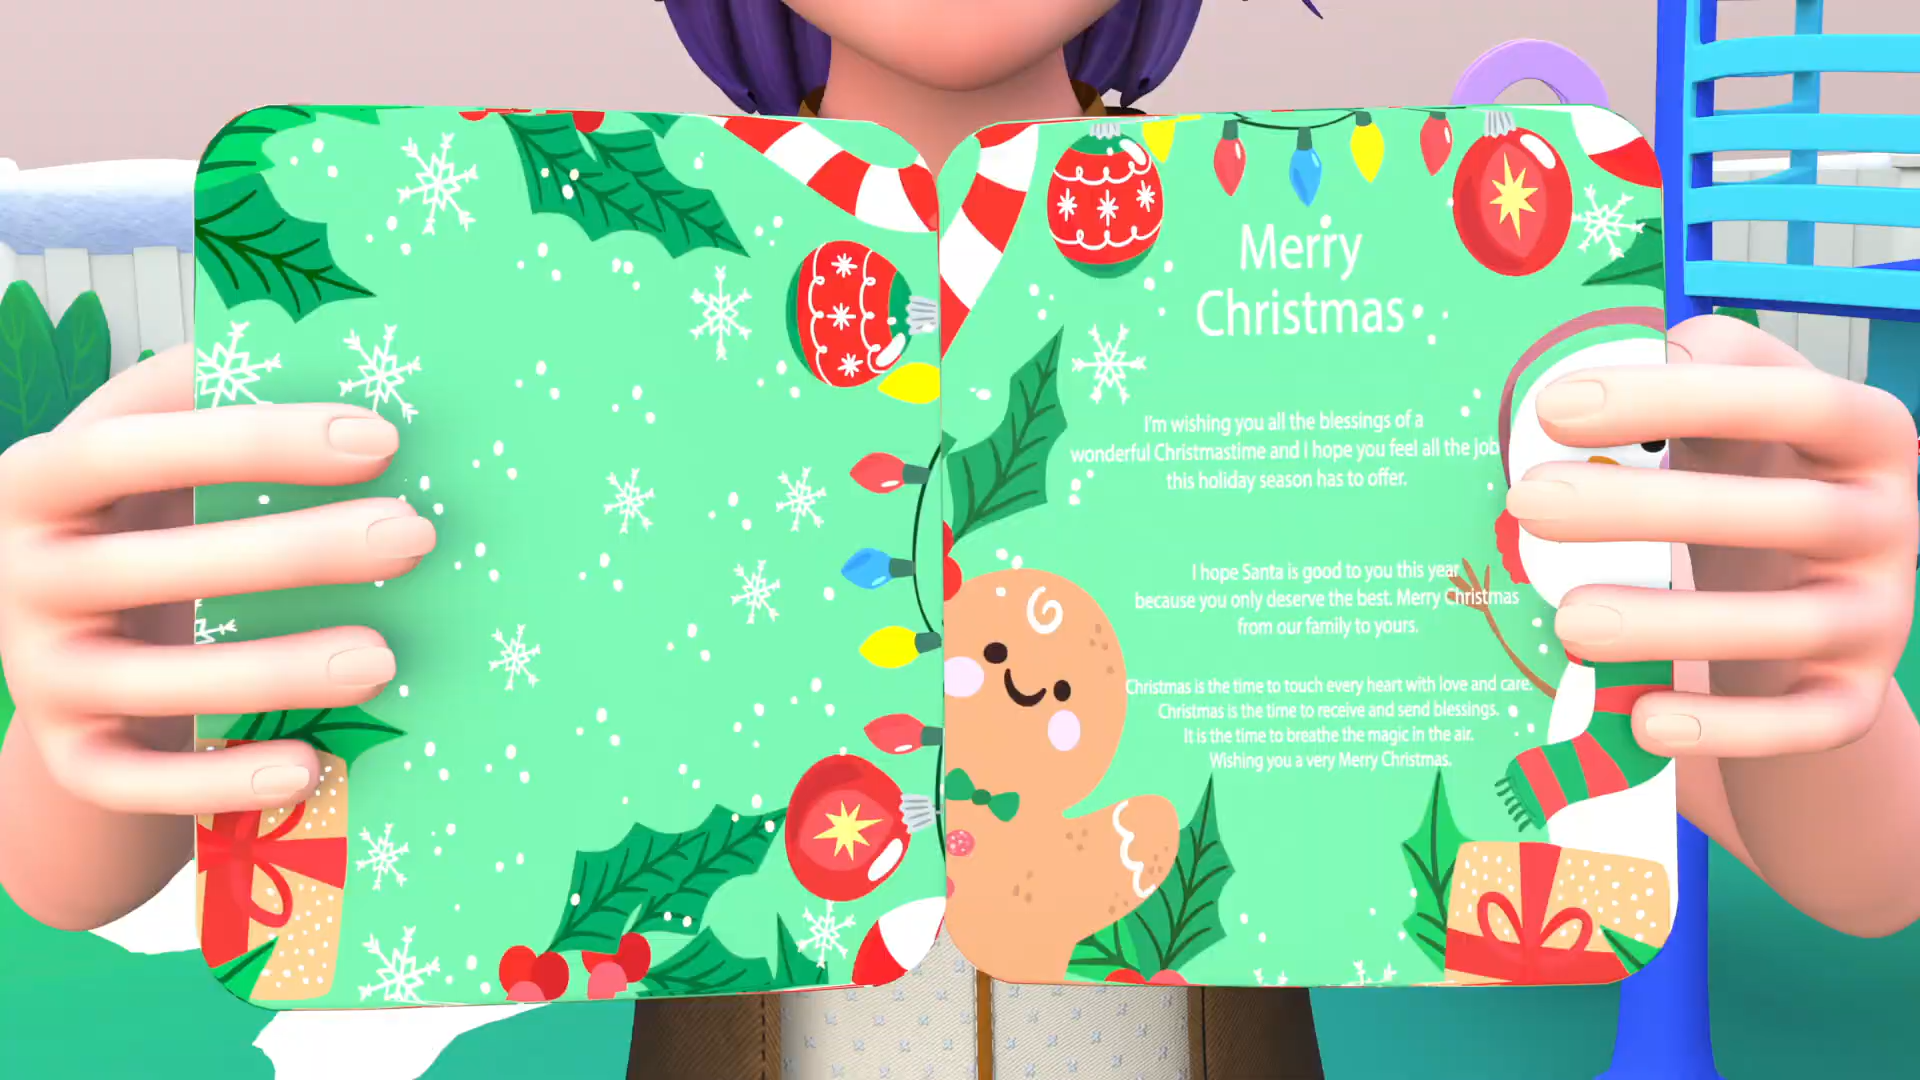 Merry
Christmas
I'm wishing you all the blessings of a
wonderful Christmastime and I hope you feel all the job
this holiday season has to offer.
I hope Santa is good to you this year
because you only deserve the best. Merry Christmas
from our family to yours.
Christmas is the time to touch every heart with love and care.
Christmas is the time to receive and send blessings.
It is the time to breathe the magic in the air.
Wishing you a very Merry Christmas.